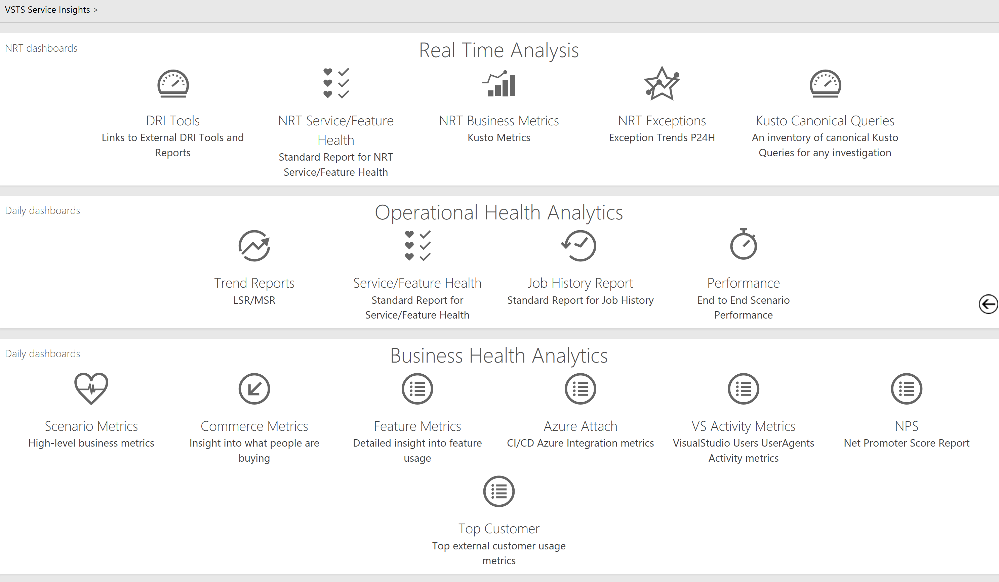 VSTS Service Insights >
NRT dashboards
Real Time Analysis
DRI Tools
Links to External DRI Tools and
Reports
NRT Service/Feature
Health
Standard Report for NRT
Service/Feature Health
NRT Business Metrics
Kusto Metrics
NRT Exceptions
Exception Trends P24H
Kusto Canonical Queries
An inventory of canonical Kusto
Queries for any investigation
Daily dashboards
Operational Health Analytics
Trend Reports
LSR/MSR
Service/Feature Health
Standard Report for
Service/Feature Health
Job History Report
Standard Report for Job History
Performance
End to End Scenario
Performance
Daily dashboards
Business Health Analytics
Scenario Metrics
High-level business metrics
Commerce Metrics
Insight into what people are
buying
Feature Metrics
Detailed insight into feature
usage
Azure Attach
CI/CD Azure Integration metrics
VS Activity Metrics
VisualStudio Users UserAgents
Activity metrics
NPS
Net Promoter Score Report
Top Customer
Top external customer usage
metrics